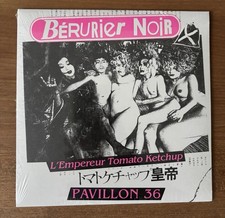 BÉRURIER NOIR
L'Empereur Tomato Ketchup
トマトケチャップ皇帝
PAVILLON 36